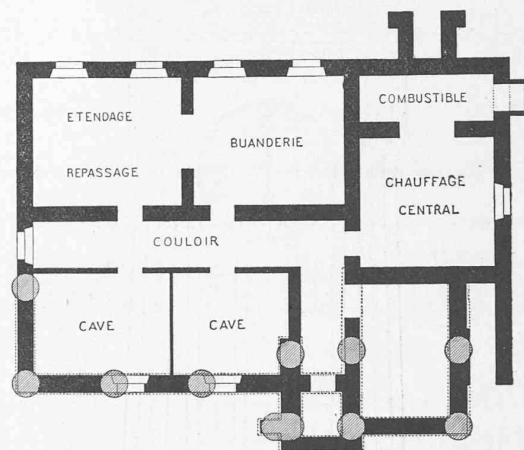 ETENDAGE
REPASSAGE
BUANDERIE
COMBUSTIBLE
CHAUFFAGE
CENTRAL
COULOIR
CAVE
CAVE